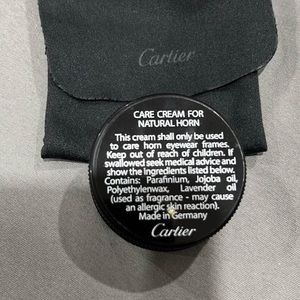 Cartier
CARE CREAM FOR
NATURAL HORN
This cream shall only be used
to care horn eyewear frames.
Keep out of reach of children. If
swallowed seek medical advice and
show the ingredients listed below.
Contains: Parafinium, Jojoba oil,
Polyethylenwax, Lavender oil
(used as fragrance - may cause
an allergic skin reaction).
Made in Germany
Cartier